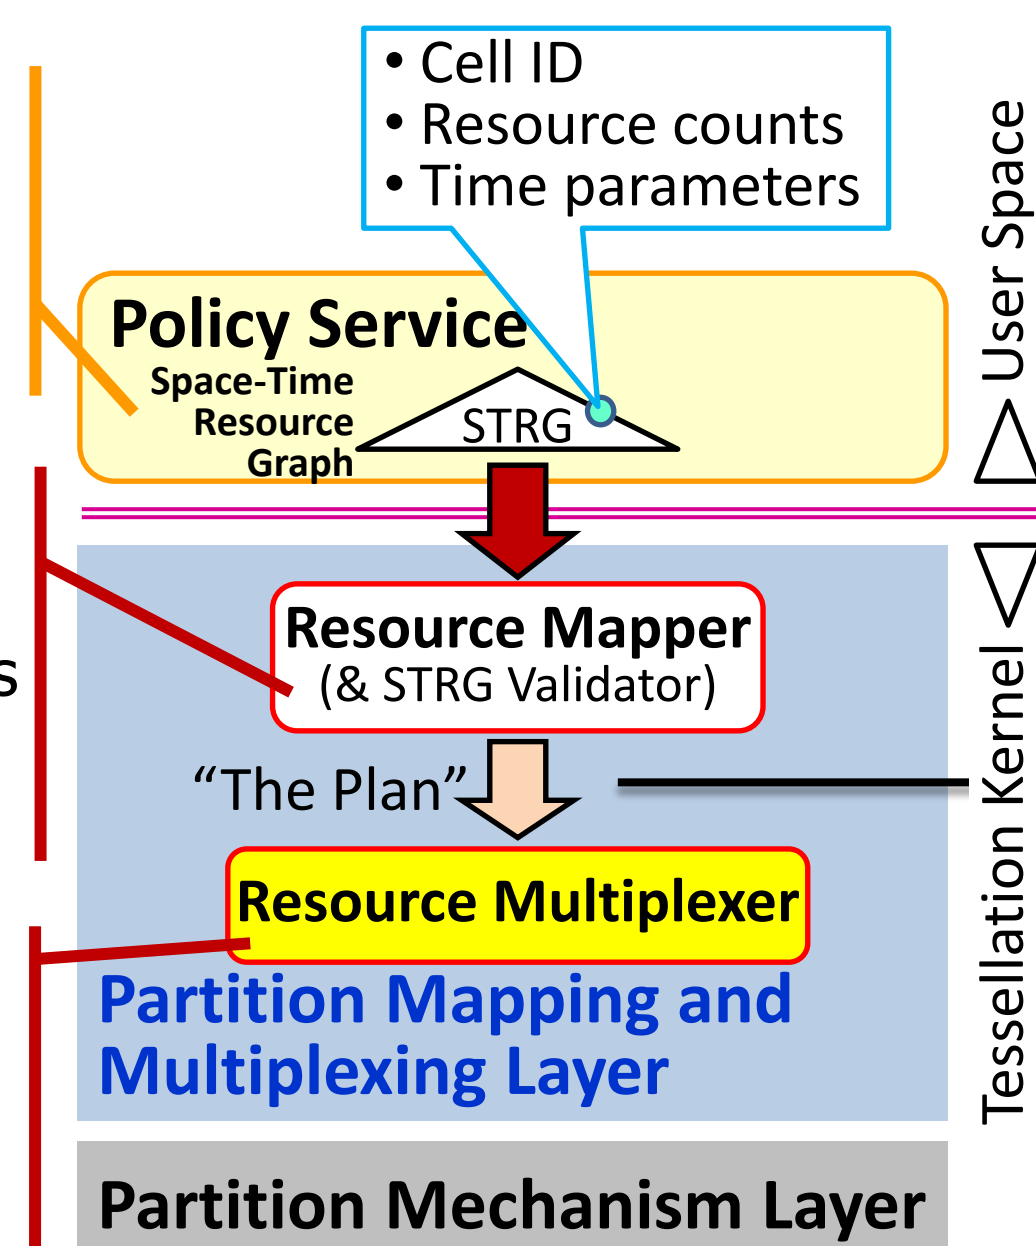 • Cell ID
• Resource counts
• Time parameters
User Space
Policy Service
Space-Time
Resource
Graph
STRG
Resource Mapper
(& STRG Validator)
s
“The Plan”
Tessellation Kernel
Resource Multiplexer
Partition Mapping and
Multiplexing Layer
Partition Mechanism Layer